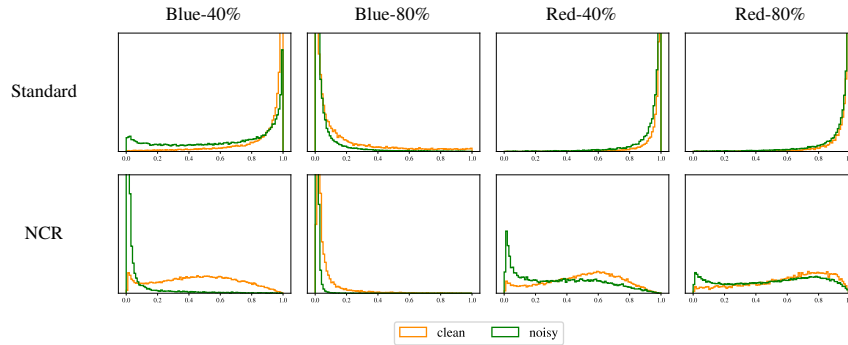 Blue-40% Blue-80% Red-40% Red-80%
Standard
0.0 0.2 0.4 0.6 0.8 1.0 0.0 0.2 0.4 0.6 0.8 1.0 0.0 0.2 0.4 0.6 0.8 1.0 0.0 0.2 0.4 0.6 0.8 1.0
NCR
0.0 0.2 0.4 0.6 0.8 1.0 0.0 0.2 0.4 0.6 0.8 1.0 0.0 0.2 0.4 0.6 0.8 1.0 0.0 0.2 0.4 0.6 0.8 1.0
clean noisy